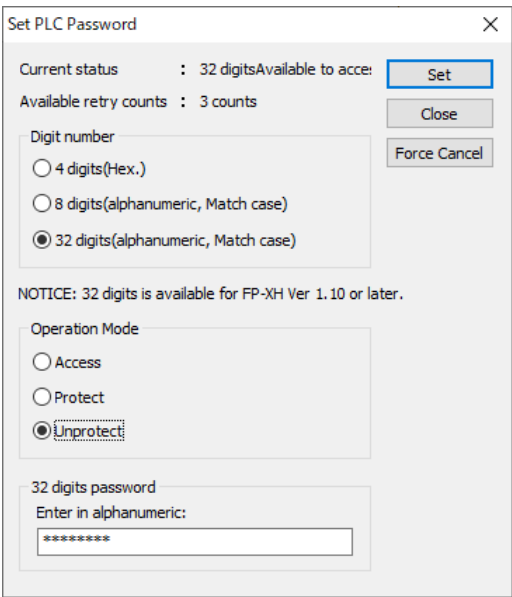 Set PLC Password
Current status : 32 digitsAvailable to acces
Set
Available retry counts : 3 counts
Close
Digit number
Force Cancel
4 digits(Hex.)
8 digits(alphanumeric, Match case)
32 digits(alphanumeric, Match case)
NOTICE: 32 digits is available for FP-XH Ver 1.10 or later.
Operation Mode
Access
Protect
Unprotect
32 digits password
Enter in alphanumeric:
********